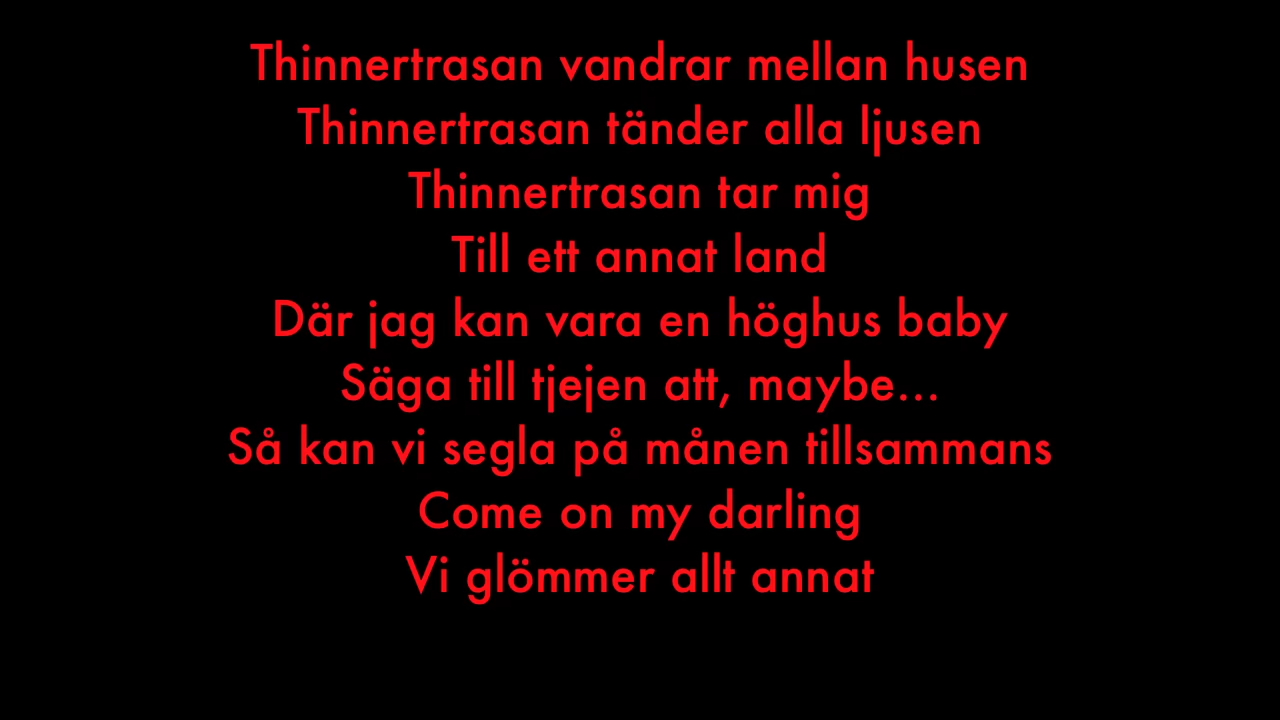 Thinnertrasan vandrar mellan husen
Thinnertrasan tänder alla ljusen
Thinnertrasan tar mig
Till ett annat land
Där jag kan vara en höghus baby
Säga till tjejen att, maybe...
Så kan vi segla på månen tillsammans
Come on my darling
Vi glömmer allt annat